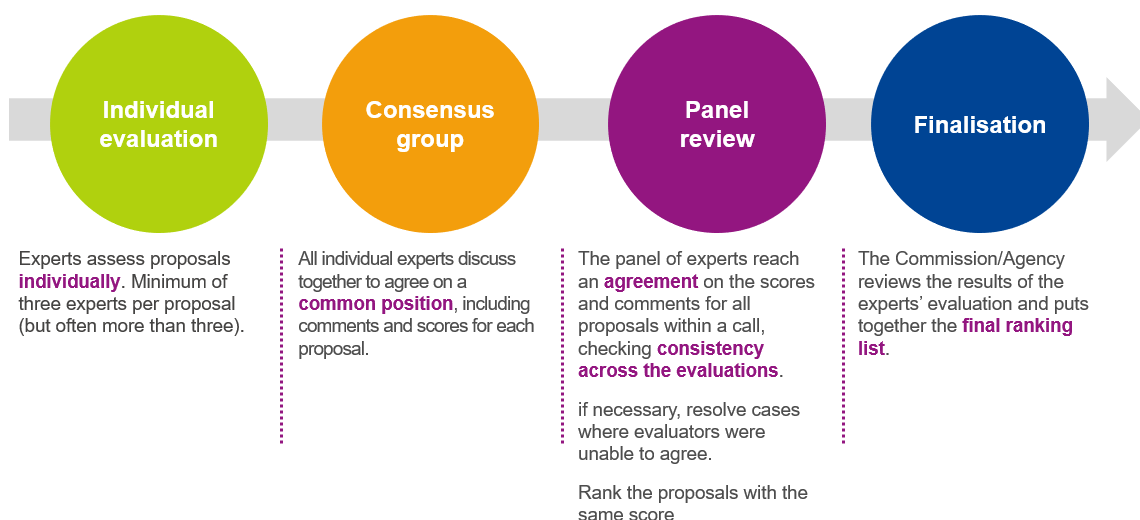 Individual
evaluation
Consensus
group
Panel
review
Finalisation
Experts assess proposals
individually. Minimum of
three experts per proposal
(but often more than three).
All individual experts discuss
together to agree on a
common position, including
comments and scores for each
proposal.
The panel of experts reach
an agreement on the scores
and comments for all
proposals within a call,
checking consistency
across the evaluations.
if necessary, resolve cases
where evaluators were
unable to agree.
Rank the proposals with the
same score
The Commission/Agency
reviews the results of the
experts’ evaluation and puts
together the final ranking
list.